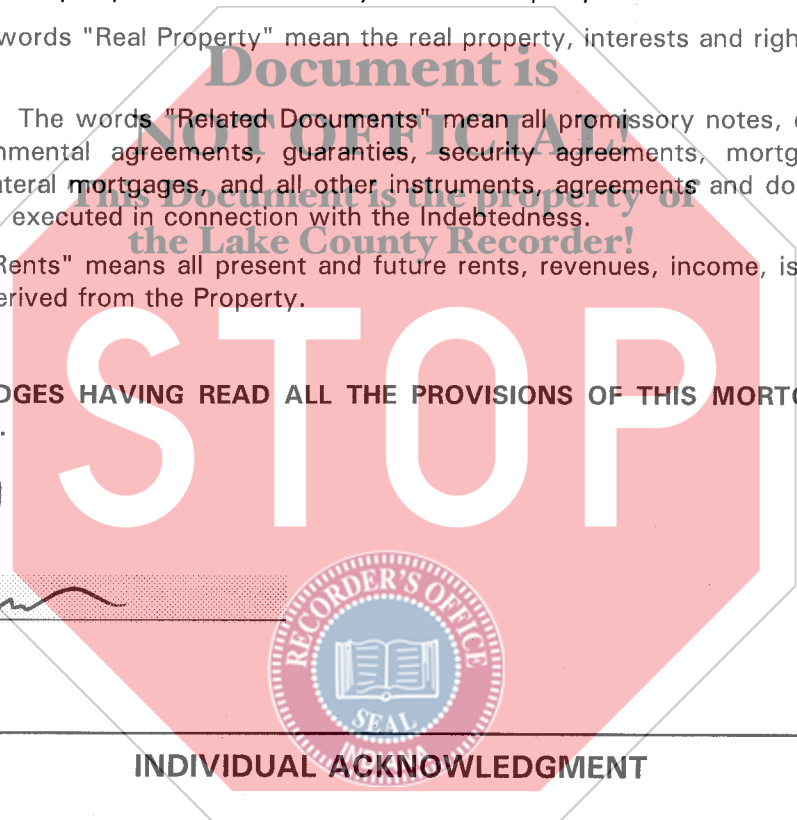 words "Real Property" mean the real property, interests and righ
Document is
The words "Related Documents" mean all promissory notes,
NOT OFFICIAL!
nmental agreements, guaranties, security agreements, mortg
ateral mortgages, and all other instruments, agreements and do
This Document is the property of
executed in connection with the Indebtedness.
the Lake County Recorder!
Rents" means all present and future rents, revenues, income, is
erived from the Property.
STOP
DGES HAVING READ ALL THE PROVISIONS OF THIS MORTG
RECORDER'S OFFICE
SEAL
INDIANA
INDIVIDUAL ACKNOWLEDGMENT